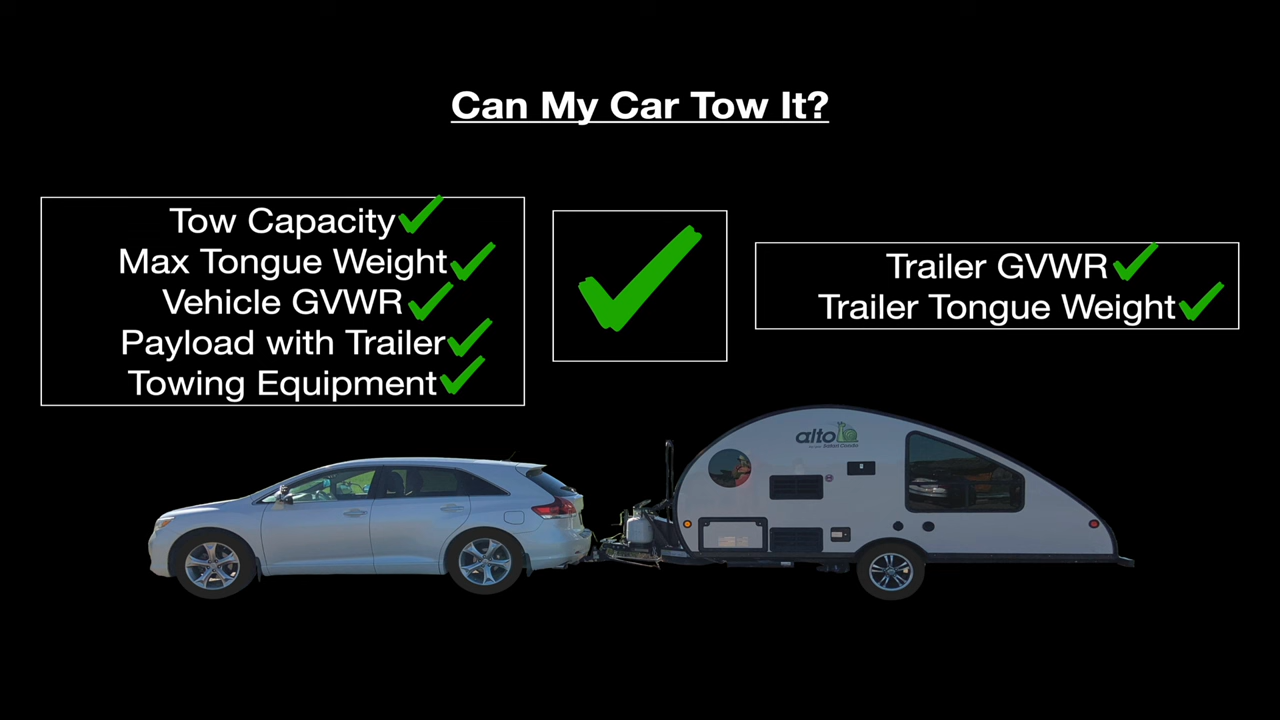 Can My Car Tow It?
Tow Capacity
Max Tongue Weight
Vehicle GVWR
Payload with Trailer
Towing Equipment
Trailer GVWR
Trailer Tongue Weight
alto